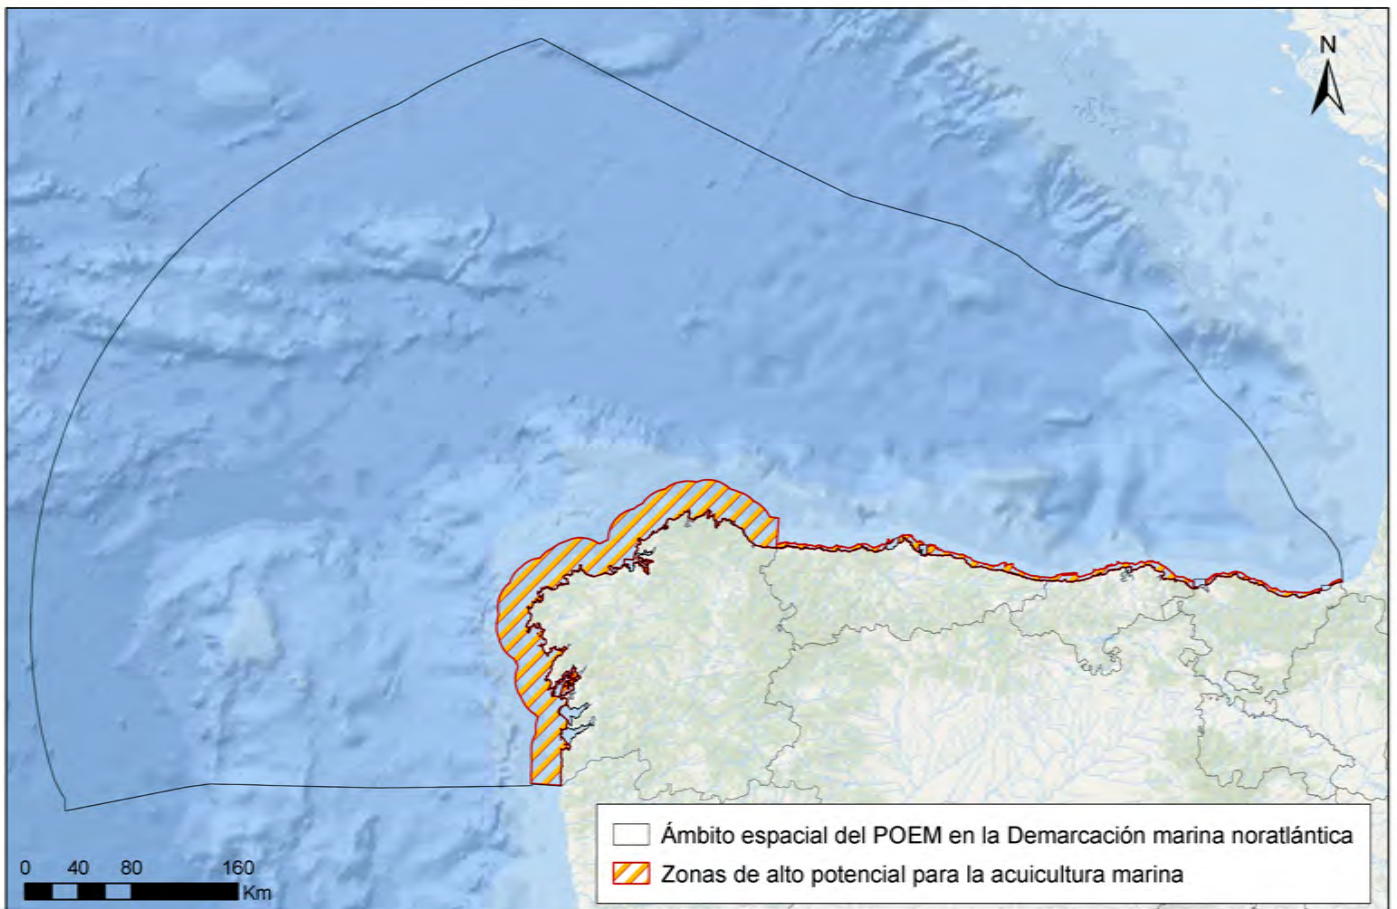 N
Ámbito espacial del POEM en la Demarcación marina noratlántica
Zonas de alto potencial para la acuicultura marina
0 40 80 160
Km